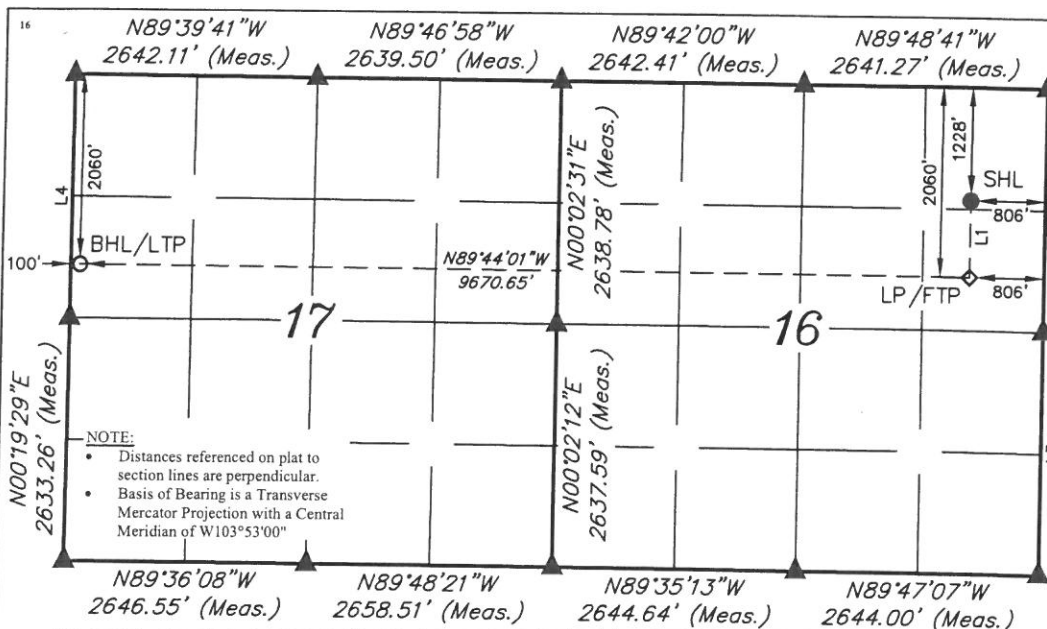 16
N89°39'41"W
2642.11' (Meas.)
N89°46'58"W
2639.50' (Meas.)
N89°42'00"W
2642.41' (Meas.)
N89°48'41"W
2641.27' (Meas.)
2060'
L4
100'
BHL/LTP
N89°44'01"W
9670.65'
N00°02'31"E
2638.78' (Meas.)
2060'
1228'
SHL
806'
L1
LP/FTP
806'
17
16
N00°19'29"E
2633.26' (Meas.)
N00°02'12"E
2637.59' (Meas.)
NOTE:
• Distances referenced on plat to
section lines are perpendicular.
• Basis of Bearing is a Transverse
Mercator Projection with a Central
Meridian of W103°53'00"
N89°36'08"W
2646.55' (Meas.)
N89°48'21"W
2658.51' (Meas.)
N89°35'13"W
2644.64' (Meas.)
N89°47'07"W
2644.00' (Meas.)